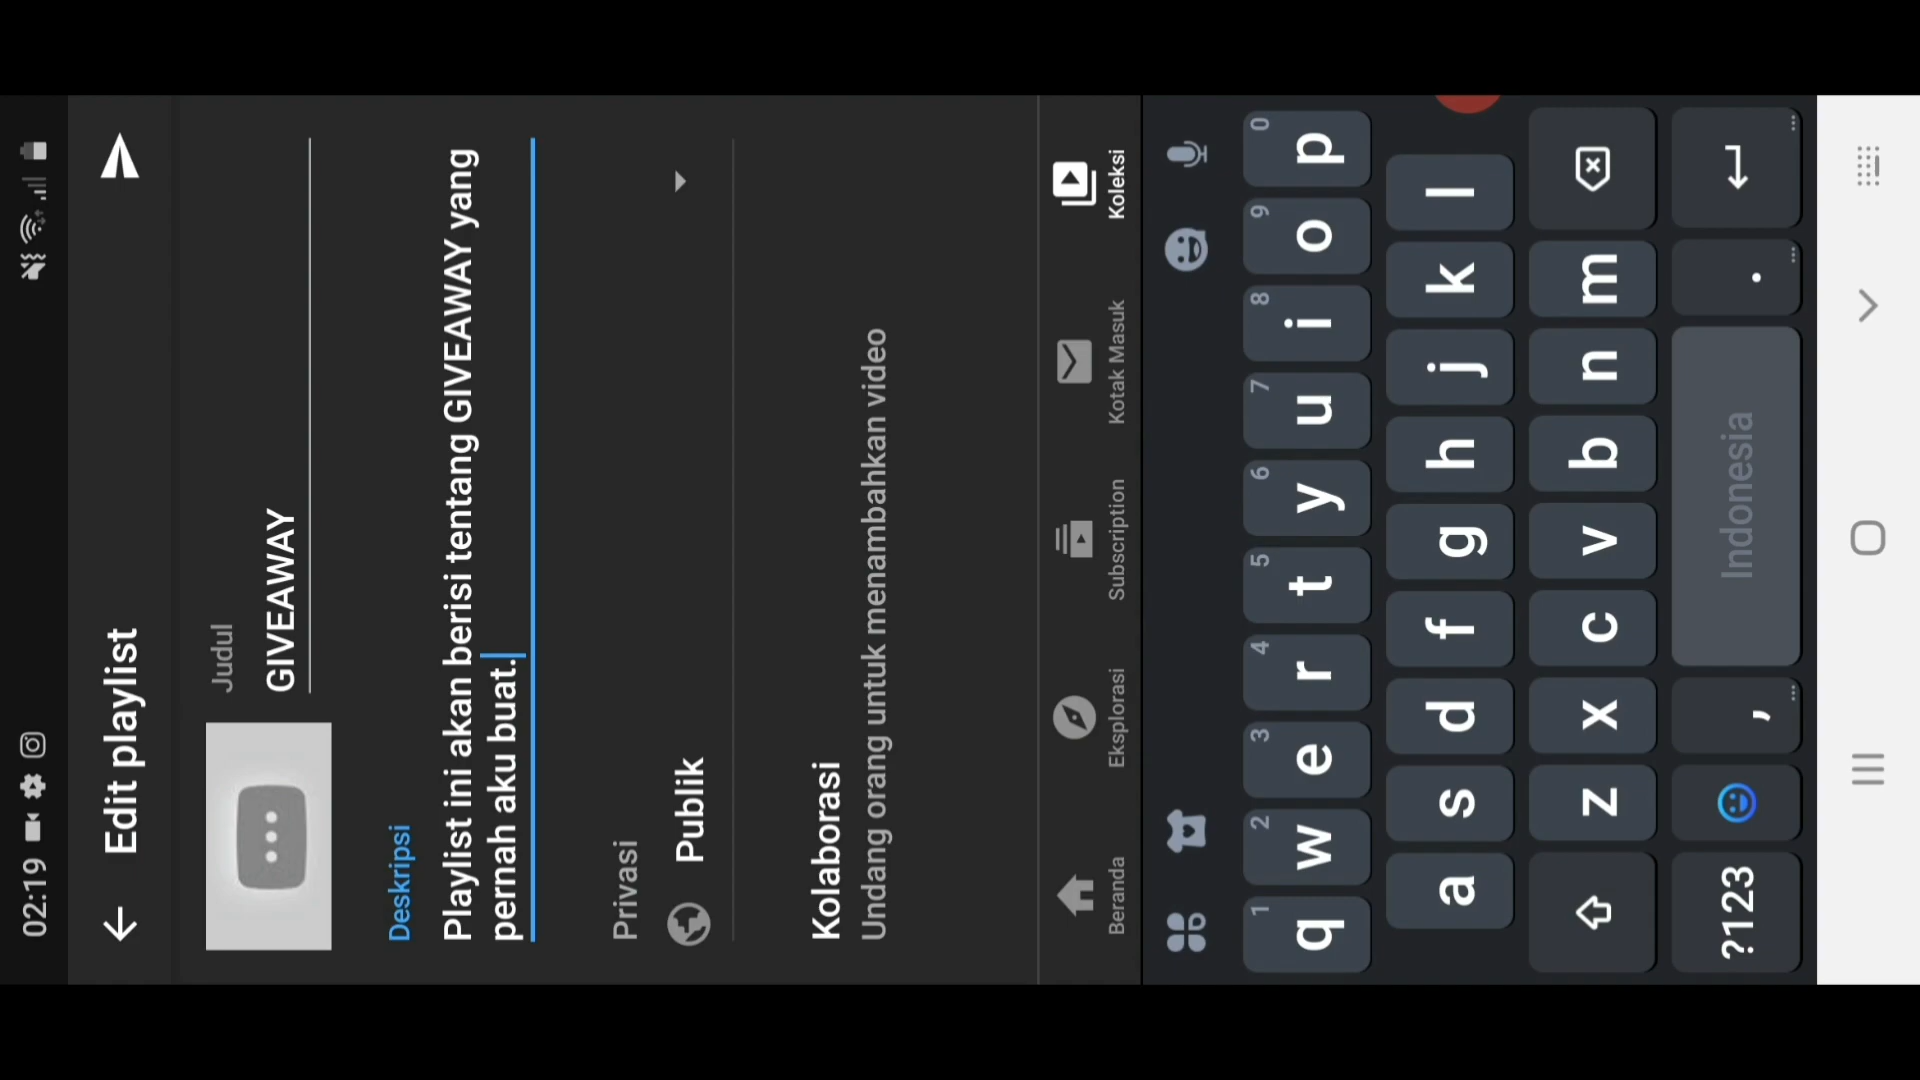 02:19
Edit playlist
Judul
GIVEAWAY
Deskripsi
Playlist ini akan berisi tentang GIVEAWAY yang
pernah aku buat.
Privasi
Publik
Kolaborasi
Undang orang untuk menambahkan video
Beranda Eksplorasi Subscription Kotak Masuk Koleksi
1 2 3 4 5 6 7 8 9 0
q w e r t y u i o p
a s d f g h j k l
z x c v b n m
?123 , Indonesia .